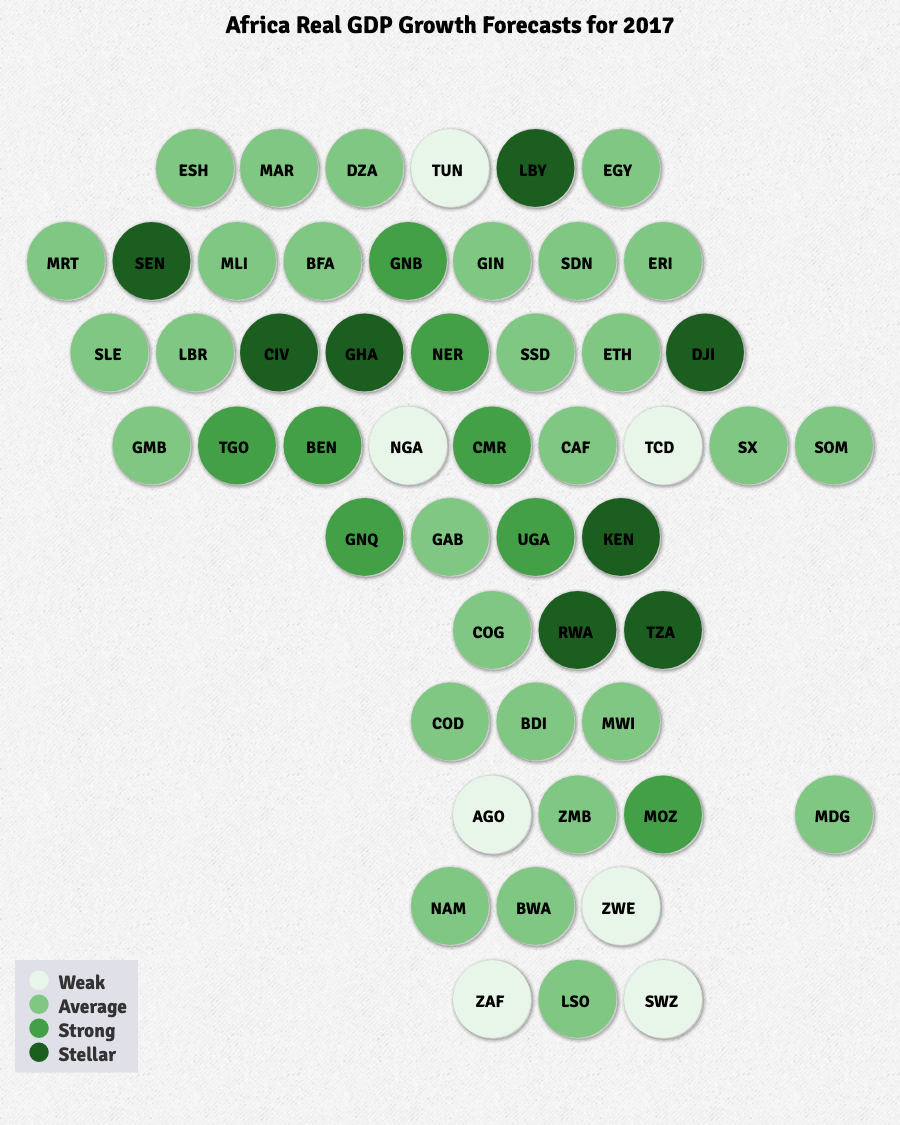 Africa Real GDP Growth Forecasts for 2017
ESH MAR DZA TUN LBY EGY
MRT SEN MLI BFA GNB GIN SDN ERI
SLE LBR CIV GHA NER SSD ETH DJI
GMB TGO BEN NGA CMR CAF TCD SX SOM
GNQ GAB UGA KEN
COG RWA TZA
COD BDI MWI
AGO ZMB MOZ MDG
NAM BWA ZWE
ZAF LSO SWZ
Weak
Average
Strong
Stellar